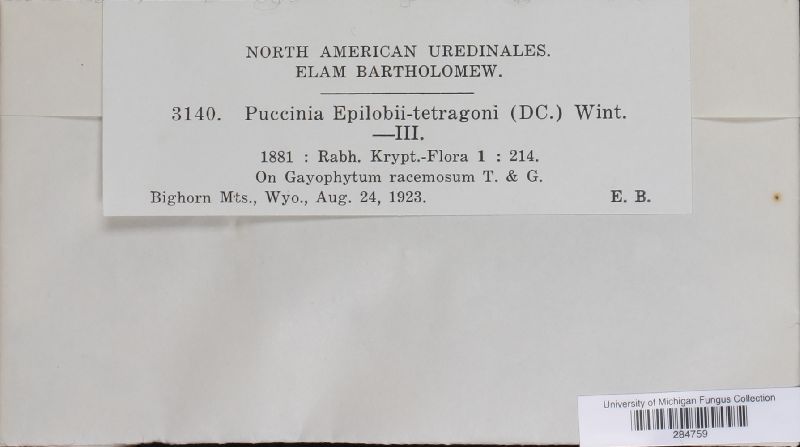 NORTH AMERICAN UREDINALES.
ELAM BARTHOLOMEW.
3140. Puccinia Epilobii-tetragoni (DC.) Wint.
—III.
1881 : Rabh. Krypt.-Flora 1 : 214.
On Gayophytum racemosum T. & G.
Bighorn Mts., Wyo., Aug. 24, 1923. E. B.
University of Michigan Fungus Collection
284759